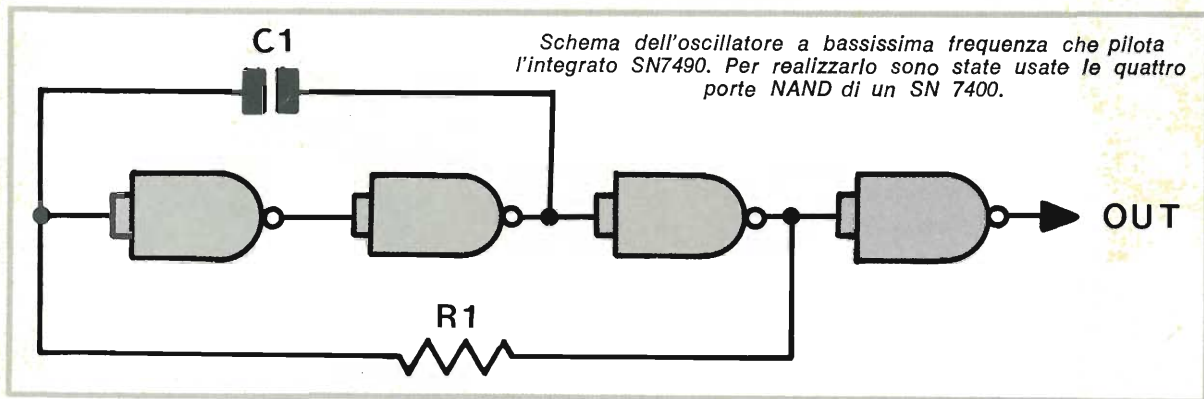 C1
Schema dell'oscillatore a bassissima frequenza che pilota
l'integrato SN7490. Per realizzarlo sono state usate le quattro
porte NAND di un SN 7400.
OUT
R1